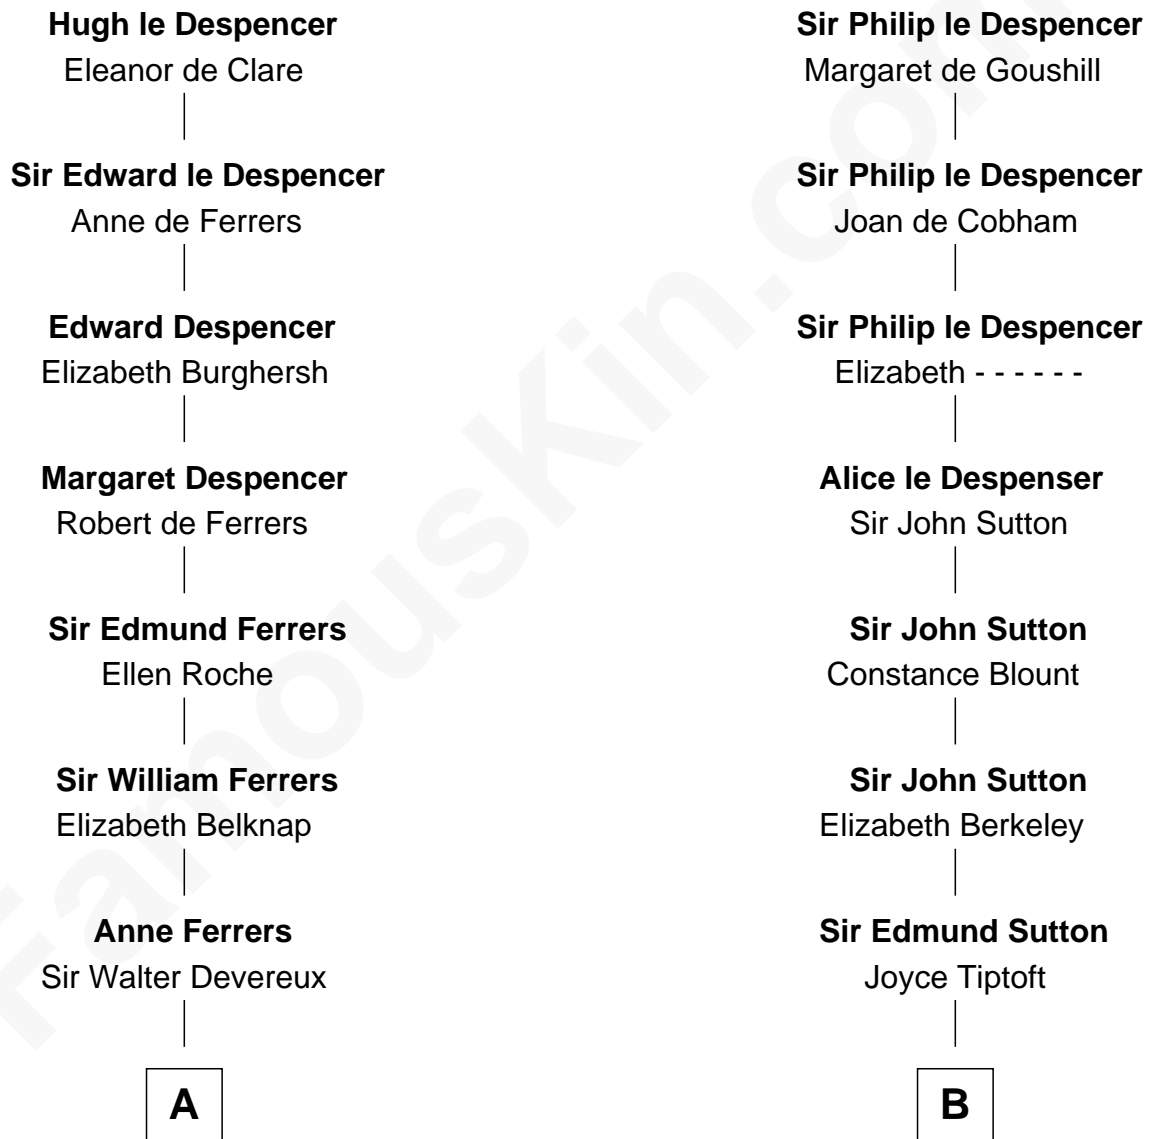 Hugh le Despencer
Eleanor de Clare
Sir Edward le Despencer
Anne de Ferrers
Edward Despencer
Elizabeth Burghersh
Margaret Despencer
Robert de Ferrers
Sir Edmund Ferrers
Ellen Roche
Sir William Ferrers
Elizabeth Belknap
Anne Ferrers
Sir Walter Devereux
A
Sir Philip le Despencer
Margaret de Goushill
Sir Philip le Despencer
Joan de Cobham
Sir Philip le Despencer
Elizabeth - - - - - -
Alice le Despenser
Sir John Sutton
Sir John Sutton
Constance Blount
Sir John Sutton
Elizabeth Berkeley
Sir Edmund Sutton
Joyce Tiptoft
B
FamousKin.com